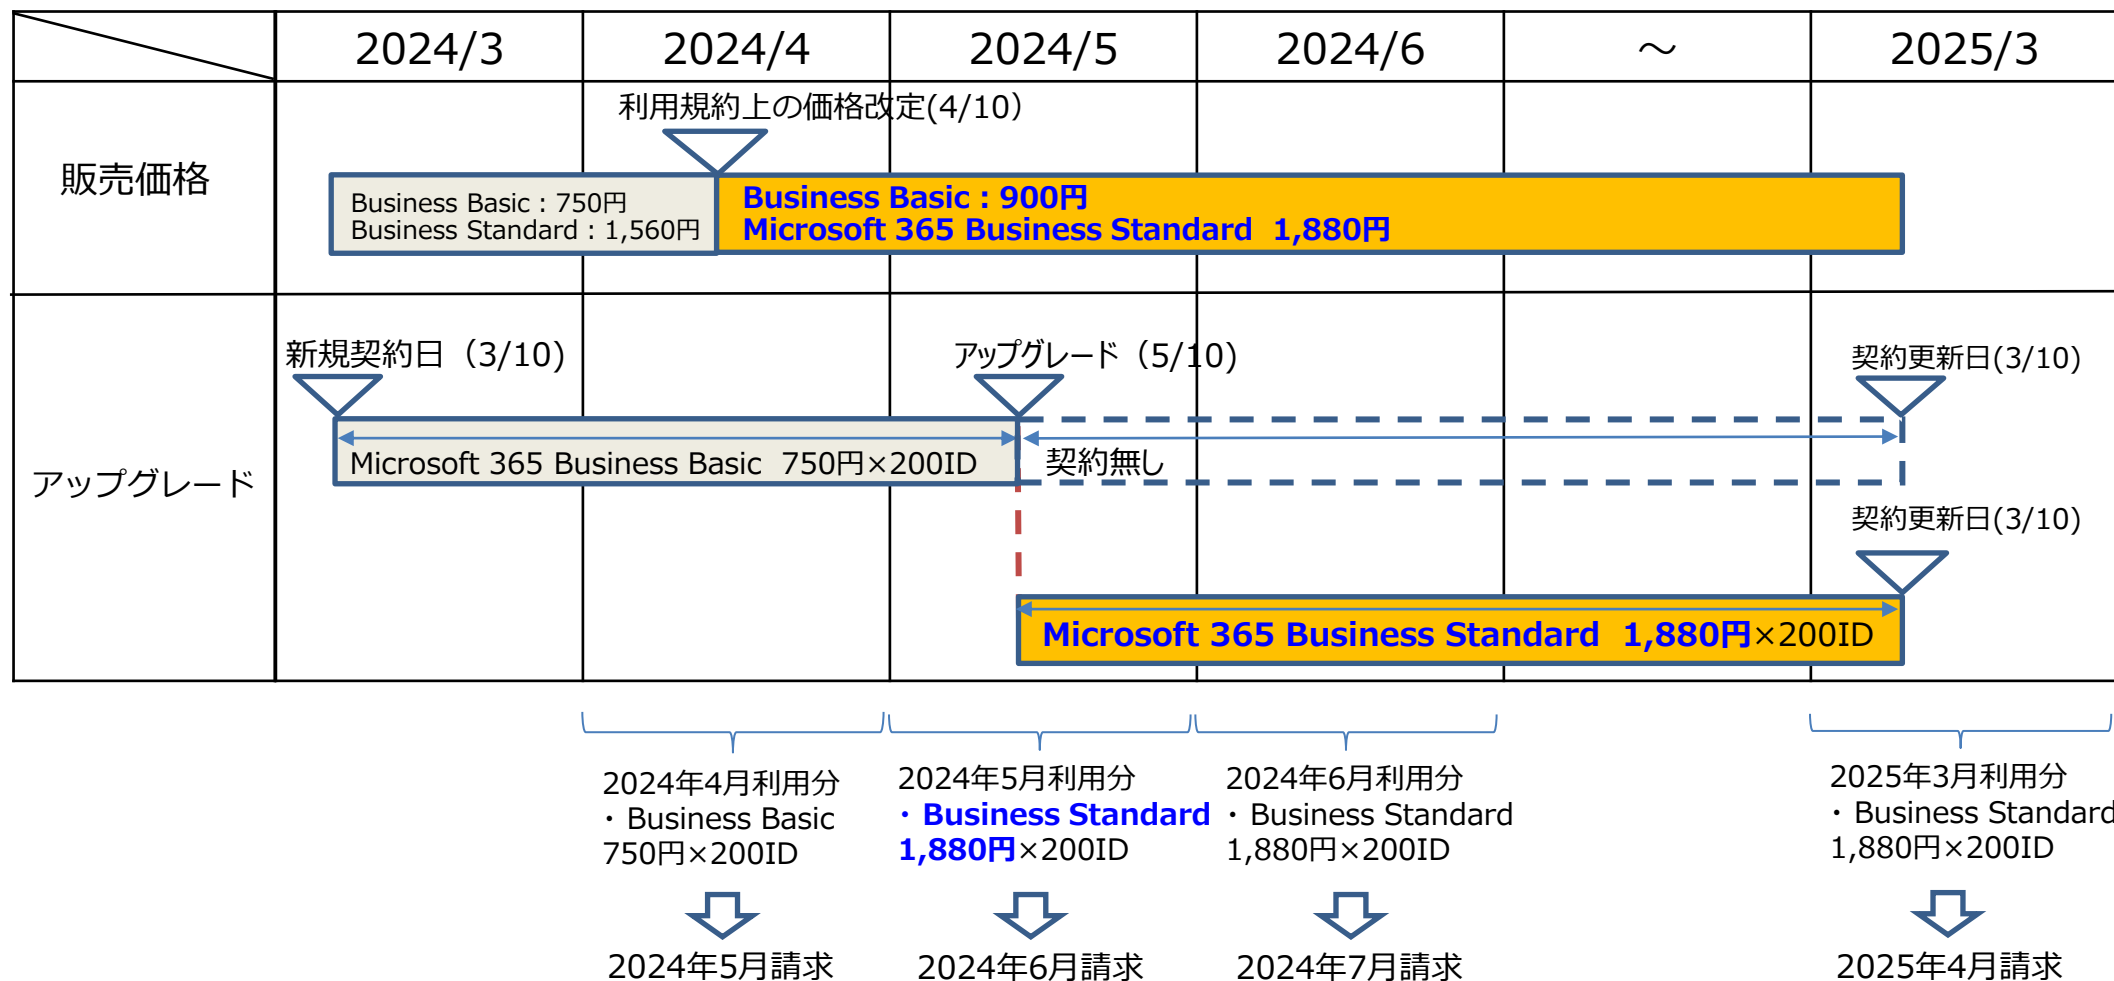 2024/3
2024/4
2024/5
2024/6
～
2025/3
販売価格
利用規約上の価格改定(4/10）
Business Basic：750円
Business Standard：1,560円
Business Basic：900円
Microsoft 365 Business Standard 1,880円
アップグレード
新規契約日（3/10)
アップグレード（5/10)
契約更新日(3/10)
Microsoft 365 Business Basic 750円×200ID
契約無し
契約更新日(3/10)
Microsoft 365 Business Standard 1,880円×200ID
2024年4月利用分
・Business Basic
750円×200ID
2024年5月請求
2024年5月利用分
・Business Standard
1,880円×200ID
2024年6月請求
2024年6月利用分
・Business Standard
1,880円×200ID
2024年7月請求
2025年3月利用分
・Business Standard
1,880円×200ID
2025年4月請求